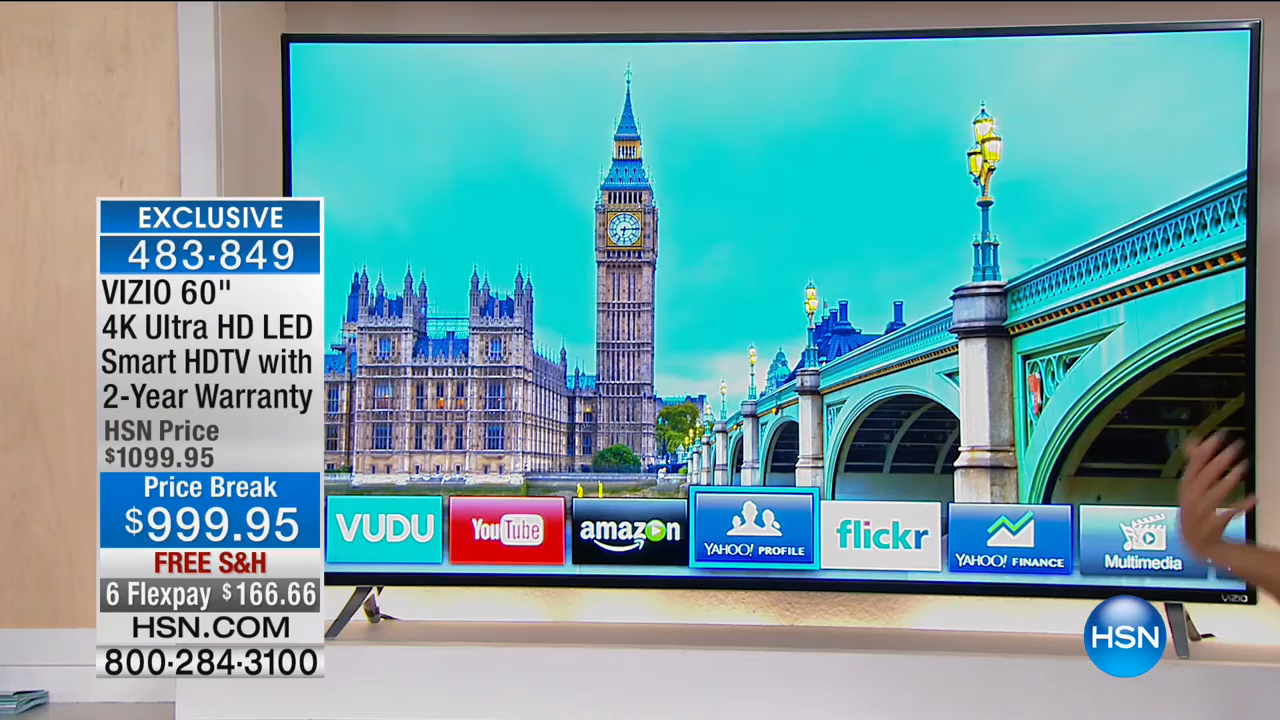 EXCLUSIVE
483·849
VIZIO 60"
4K Ultra HD LED
Smart HDTV with
2-Year Warranty
HSN Price
$1099.95
Price Break
$999.95
FREE S&H
6 Flexpay $166.66
HSN.COM
800·284·3100
VUDU
YouTube
amazon
YAHOO! PROFILE
flickr
YAHOO! FINANCE
Multimedia
VIZIO
HSN